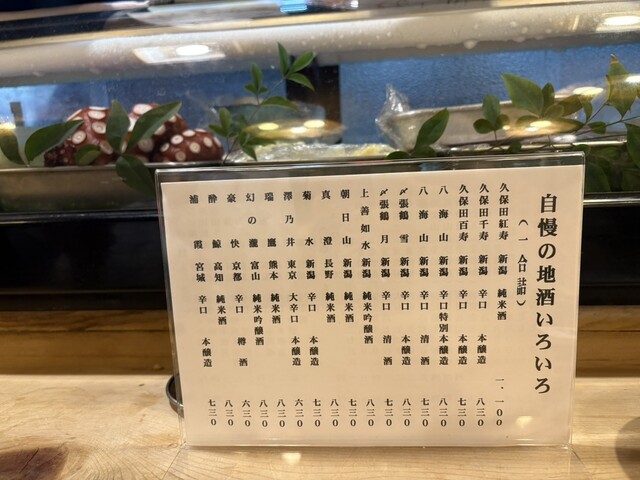 自慢の地酒いろいろ
(一合詰)
久保田紅寿 新潟 純米酒 一.一〇〇
久保田千寿 新潟 辛口 本醸造 八三〇
久保田百寿 新潟 辛口 本醸造 七三〇
八海山 新潟 辛口特別本醸造 八三〇
八海山 新潟 辛口 清酒 七三〇
〆張鶴 雪 新潟 辛口 本醸造 八三〇
〆張鶴 月 新潟 辛口 清酒 七三〇
上善如水 新潟 純米吟醸酒 八三〇
朝日山 新潟 純米酒 七三〇
真澄 長野 純米酒 八三〇
菊水 新潟 辛口 本醸造 七三〇
澤乃井 東京 大辛口 本醸造 六三〇
瑞鷹 熊本 純米酒 八三〇
幻の瀧 富山 純米吟醸酒 八三〇
豪快 京都 辛口 樽酒 六三〇
酔鯨 高知 純米酒 八三〇
浦霞 宮城 辛口 本醸造 七三〇